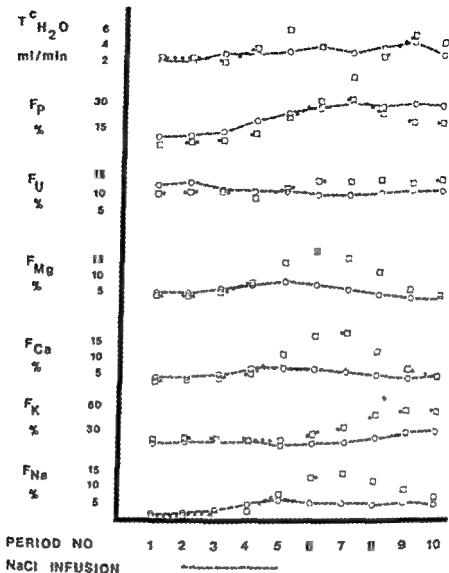 T^c H2O 6
4
ml/min 2
FP 30
% 15
FU 15
10
% 5
FMg 15
10
% 5
FCa 15
10
% 5
FK 60
% 30
FNa 15
10
% 5
PERIOD NO 1 2 3 4 5 6 7 8 9 10
NaCl INFUSION